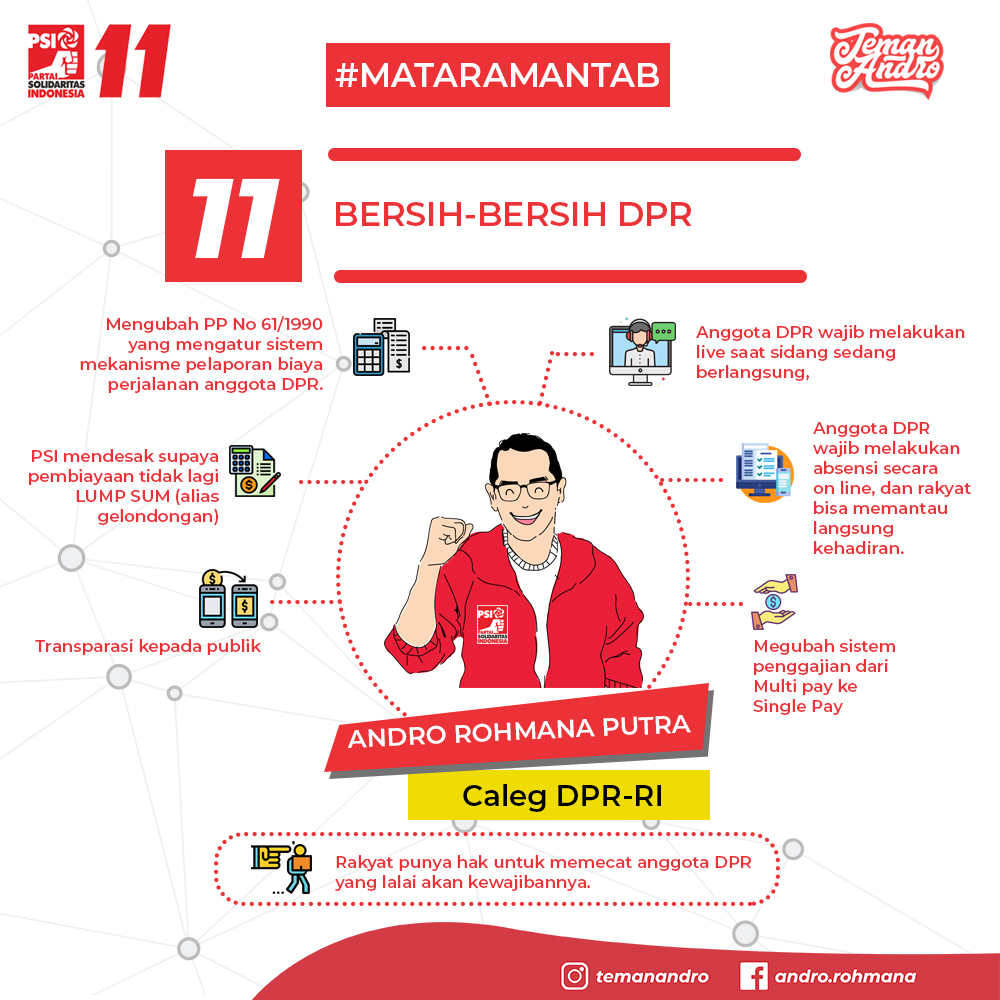 PSI
PARTAI
SOLIDARITAS
INDONESIA
11
#MATARAMANTAB
Teman
Andro
11
BERSIH-BERSIH DPR
Mengubah PP No 61/1990
yang mengatur sistem
mekanisme pelaporan biaya
perjalanan anggota DPR.
Anggota DPR wajib melakukan
live saat sidang sedang
berlangsung,
PSI mendesak supaya
pembiayaan tidak lagi
LUMP SUM (alias
gelondongan)
Anggota DPR
wajib melakukan
absensi secara
on line, dan rakyat
bisa memantau
langsung
kehadiran.
Transparasi kepada publik
Megubah sistem
penggajian dari
Multi pay ke
Single Pay
PSI
PARTAI
SOLIDARITAS
INDONESIA
ANDRO ROHMANA PUTRA
Caleg DPR-RI
Rakyat punya hak untuk memecat anggota DPR
yang lalai akan kewajibannya.
temanandro
andro.rohmana